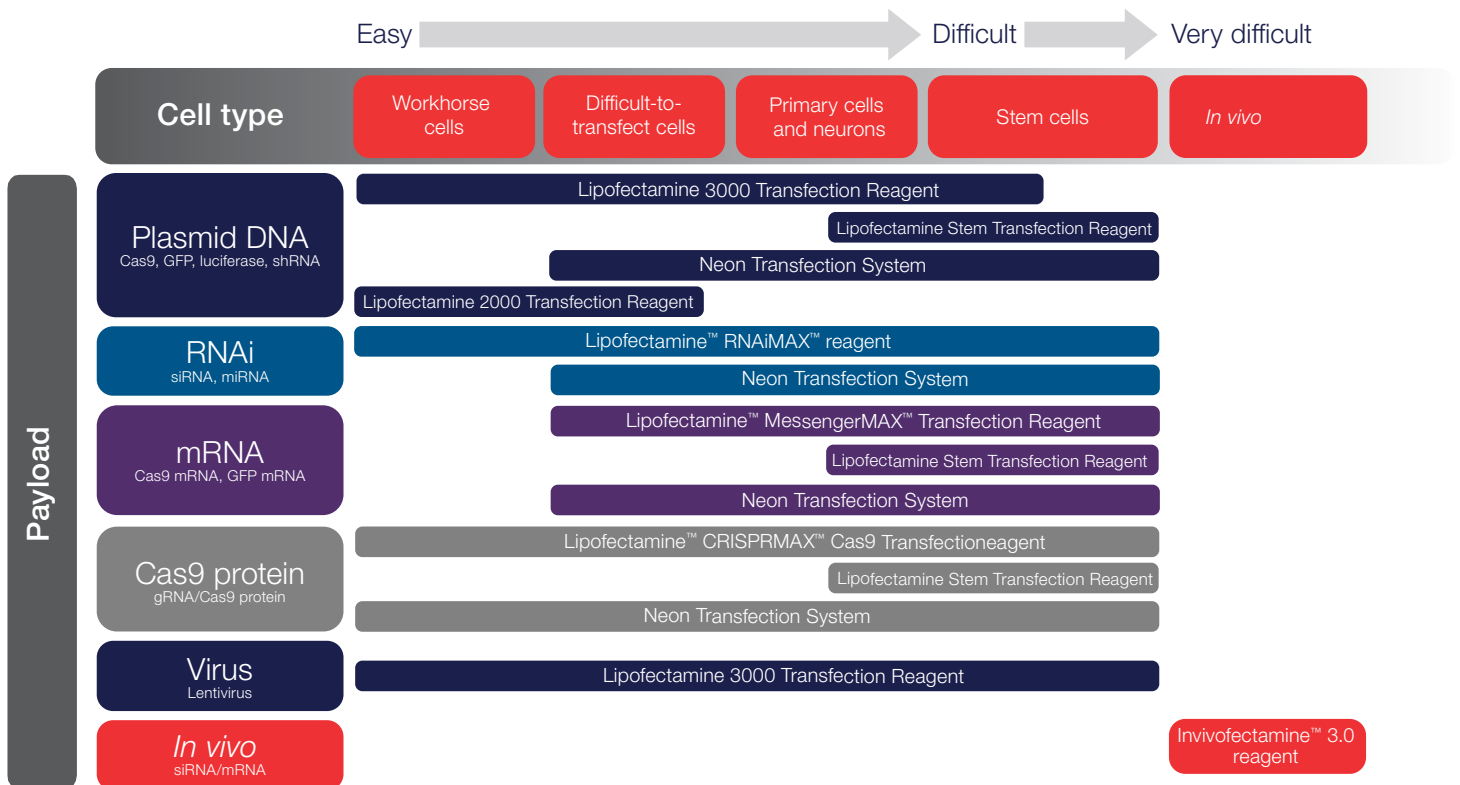 Easy
Difficult
Very difficult
Cell type
Workhorse
cells
Difficult-to-
transfect cells
Primary cells
and neurons
Stem cells
In vivo
Payload
Plasmid DNA
Cas9, GFP, luciferase, shRNA
Lipofectamine 3000 Transfection Reagent
Lipofectamine Stem Transfection Reagent
Neon Transfection System
Lipofectamine 2000 Transfection Reagent
RNAi
siRNA, miRNA
Lipofectamine™ RNAiMAX™ reagent
Neon Transfection System
mRNA
Cas9 mRNA, GFP mRNA
Lipofectamine™ MessengerMAX™ Transfection Reagent
Lipofectamine Stem Transfection Reagent
Neon Transfection System
Cas9 protein
gRNA/Cas9 protein
Lipofectamine™ CRISPRMAX™ Cas9 Transfectioneagent
Lipofectamine Stem Transfection Reagent
Neon Transfection System
Virus
Lentivirus
Lipofectamine 3000 Transfection Reagent
In vivo
siRNA/mRNA
Invivofectamine™ 3.0
reagent